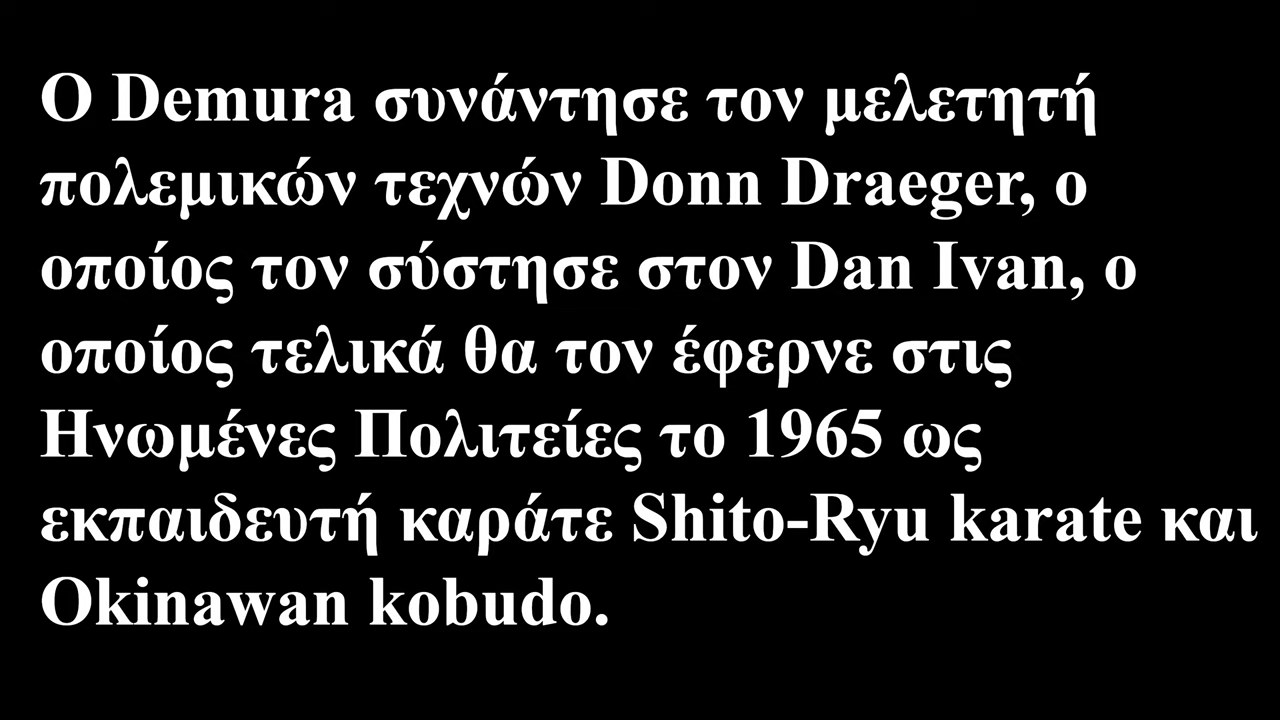 Ο Demura συνάντησε τον μελετητή
πολεμικών τεχνών Donn Draeger, ο
οποίος τον σύστησε στον Dan Ivan, ο
οποίος τελικά θα τον έφερνε στις
Ηνωμένες Πολιτείες το 1965 ως
εκπαιδευτή καράτε Shito-Ryu karate και
Okinawan kobudo.